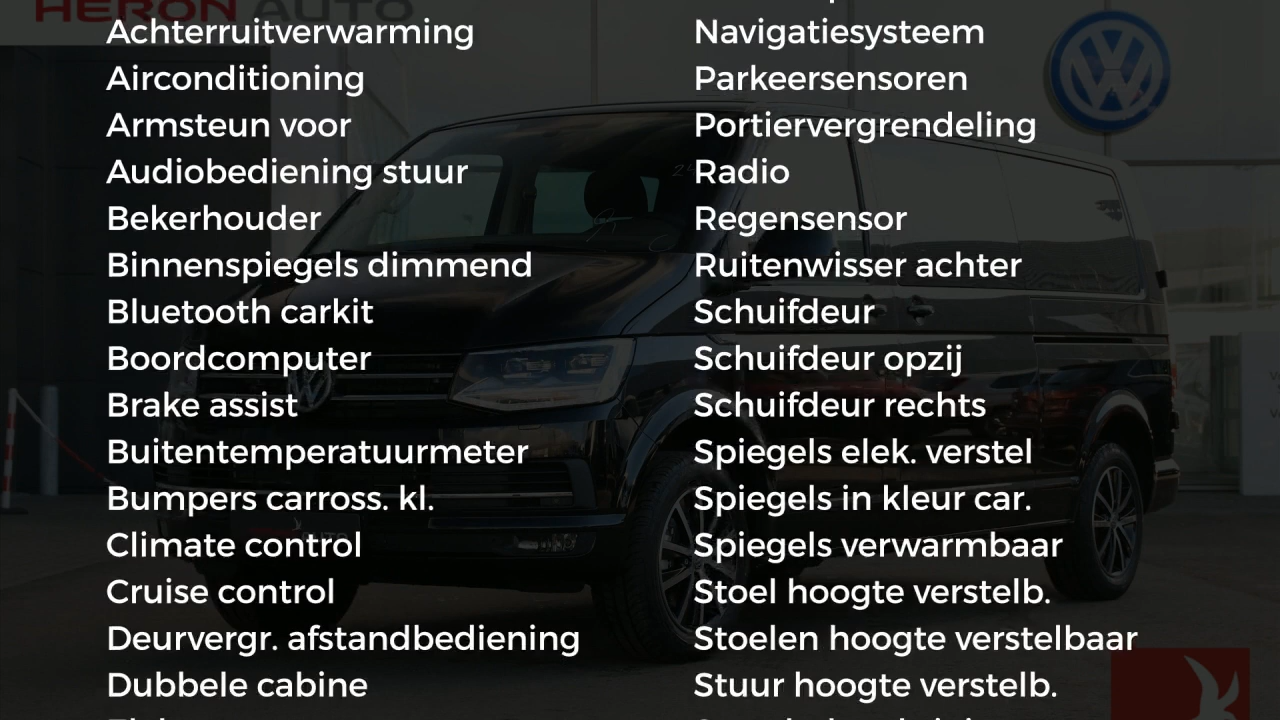 HERON AUTO
Achterruitverwarming
Airconditioning
Armsteun voor
Audiobediening stuur
Bekerhouder
Binnenspiegels dimmend
Bluetooth carkit
Boordcomputer
Brake assist
Buitentemperatuurmeter
Bumpers carross. kl.
Climate control
Cruise control
Deurvergr. afstandbediening
Dubbele cabine
Navigatiesysteem
Parkeersensoren
Portiervergrendeling
Radio
Regensensor
Ruitenwisser achter
Schuifdeur
Schuifdeur opzij
Schuifdeur rechts
Spiegels elek. verstel
Spiegels in kleur car.
Spiegels verwarmbaar
Stoel hoogte verstelb.
Stoelen hoogte verstelbaar
Stuur hoogte verstelb.